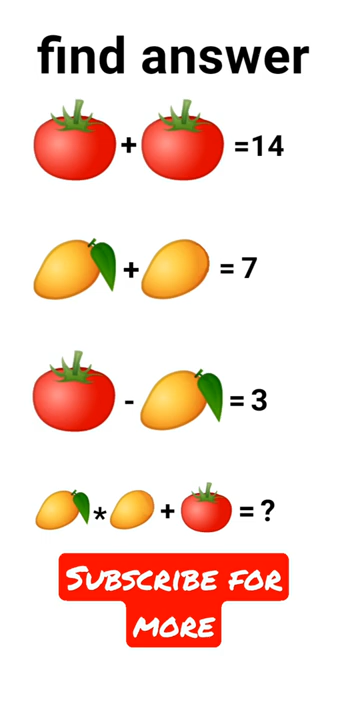 find answer
+ =14
+ = 7
- = 3
* + = ?
SUBSCRIBE FOR
MORE